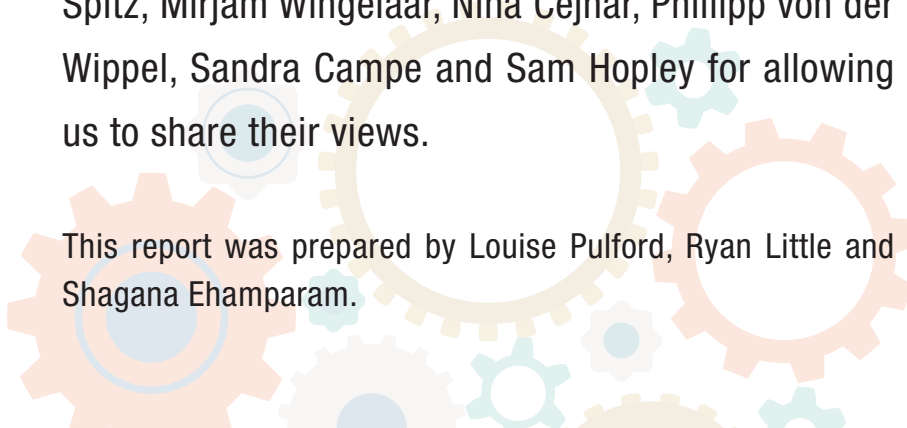 Spitz, Mirjam Wingelaar, Nina Cejnar, Phillipp von der
Wippel, Sandra Campe and Sam Hopley for allowing
us to share their views.
This report was prepared by Louise Pulford, Ryan Little and
Shagana Ehamparam.